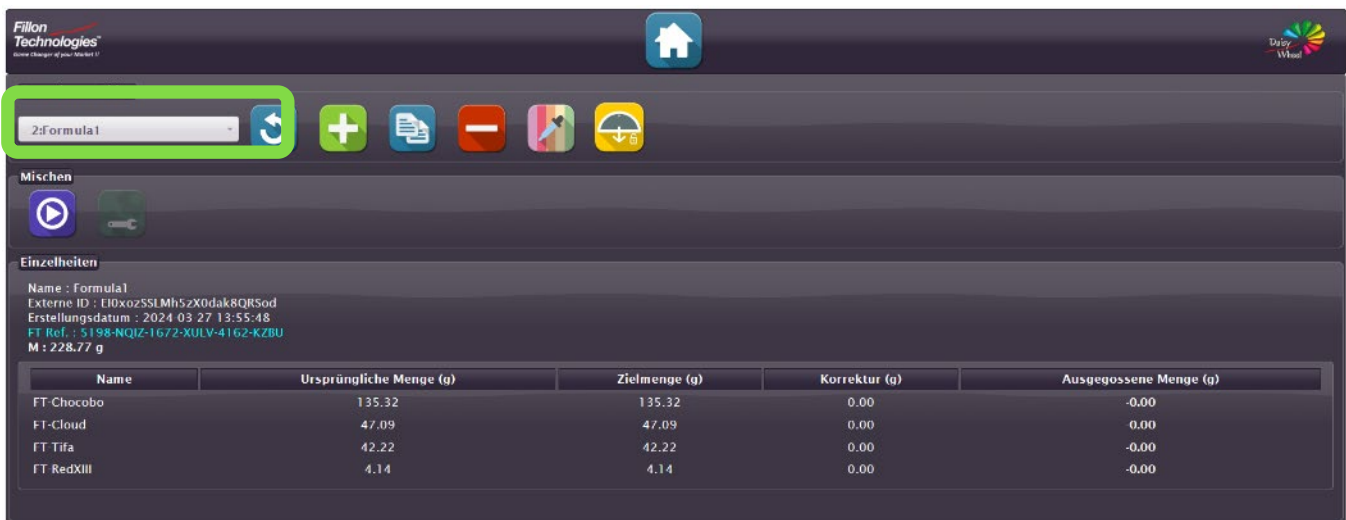 Fillon
Technologies
Daisy
Wheel
2:Formula1
Mischen
Einzelheiten
Name : Formula1
Externe ID : EI0xozSSLMh5zX0dak8QRSod
Erstellungsdatum : 2024-03-27 13:55:48
FT Ref. : 5198-NQIZ-1672-XULV-4162-KZBU
M : 228.77 g
Name Ursprüngliche Menge (g) Zielmenge (g) Korrektur (g) Ausgegossene Menge (g)
FT-Chocobo 135.32 135.32 0.00 -0.00
FT-Cloud 47.09 47.09 0.00 0.00
FT Tifa 42.22 42.22 0.00 -0.00
FT RedXIII 4.14 4.14 0.00 -0.00